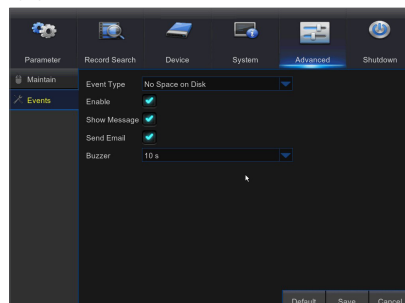 Parameter Record Search Device System Advanced Shutdown
Maintain
Events
Event Type No Space on Disk
Enable
Show Message
Send Email
Buzzer 10 s
Default Save Cancel